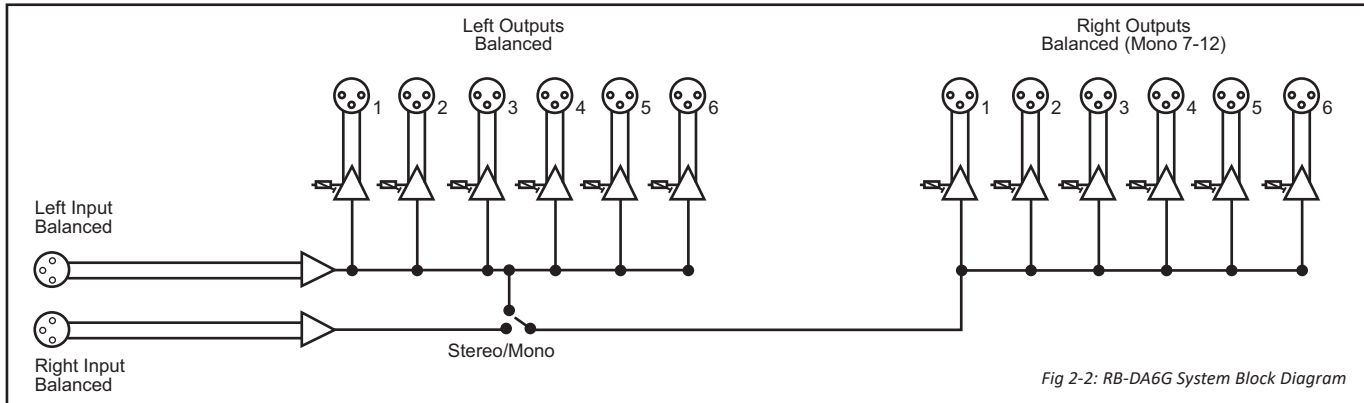 Left Outputs
Balanced
Right Outputs
Balanced (Mono 7-12)
1
2
3
4
5
6
1
2
3
4
5
6
Left Input
Balanced
Stereo/Mono
Right Input
Balanced
Fig 2-2: RB-DA6G System Block Diagram